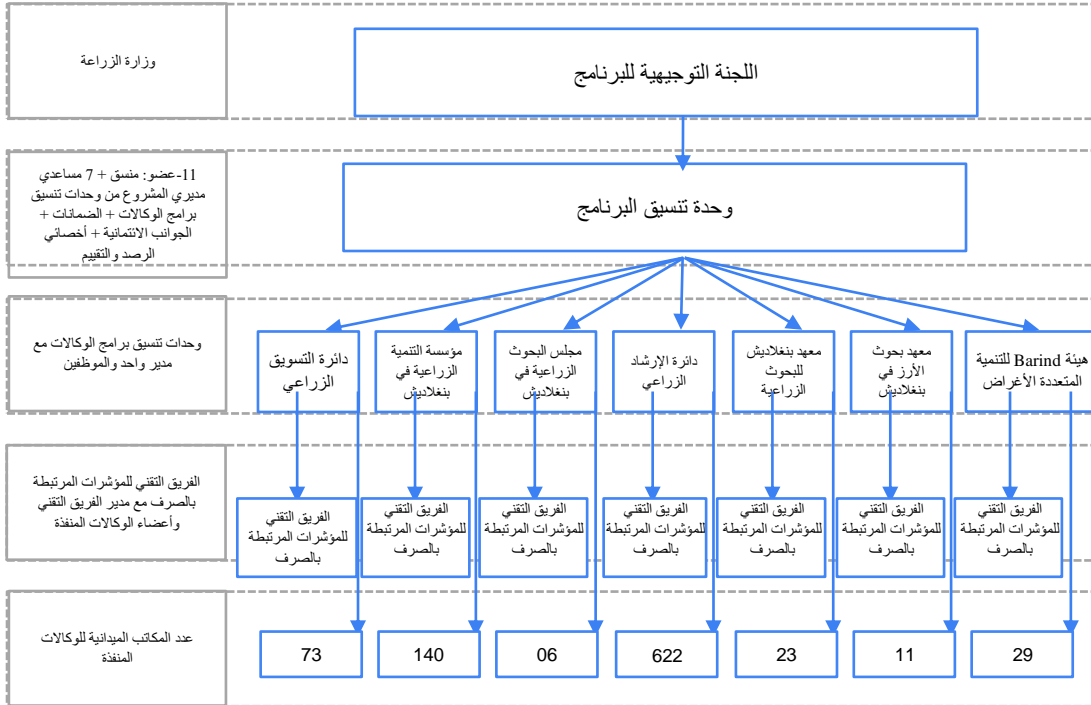 وزارة الزراعة
اللجنة التوجيهية للبرنامج
11-عضو: منسق + 7 مساعدي
مديري المشروع من وحدات تنسيق
برامج الوكالات + الضمانات +
الجوانب الائتمانية + أخصائي
الرصد والتقييم
وحدة تنسيق البرنامج
وحدات تنسيق برامج الوكالات مع
مدير واحد والموظفين
هيئة Barind للتنمية
المتعددة الأغراض
معهد بحوث
الأرز في
بنغلاديش
معهد بنغلاديش
للبحوث
الزراعية
دائرة الإرشاد
الزراعي
مجلس البحوث
الزراعية في
بنغلاديش
مؤسسة التنمية
الزراعية في
بنغلاديش
دائرة التسويق
الزراعي
الفريق التقني للمؤشرات المرتبطة
بالصرف مع مدير الفريق التقني
وأعضاء الوكالات المنفذة
الفريق التقني
للمؤشرات المرتبطة
بالصرف
الفريق التقني
للمؤشرات المرتبطة
بالصرف
الفريق التقني
للمؤشرات المرتبطة
بالصرف
الفريق التقني
للمؤشرات المرتبطة
بالصرف
الفريق التقني
للمؤشرات المرتبطة
بالصرف
الفريق التقني
للمؤشرات المرتبطة
بالصرف
الفريق التقني
للمؤشرات المرتبطة
بالصرف
عدد المكاتب الميدانية للوكالات
المنفذة
29
11
23
622
06
140
73